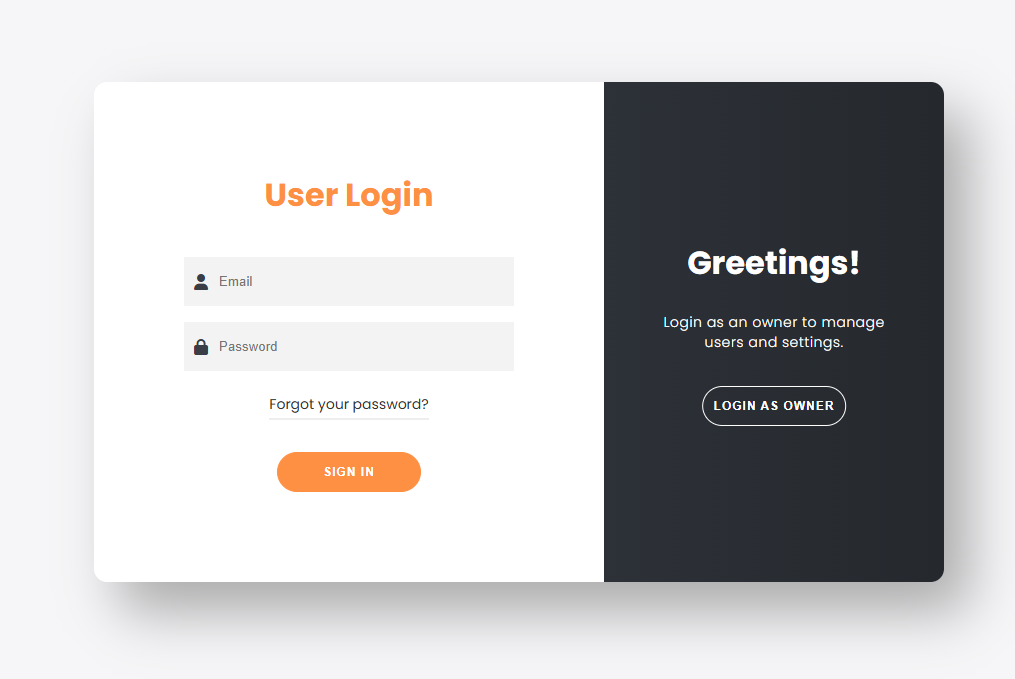 User Login
Email
Password
Forgot your password?
SIGN IN
Greetings!
Login as an owner to manage
users and settings.
LOGIN AS OWNER